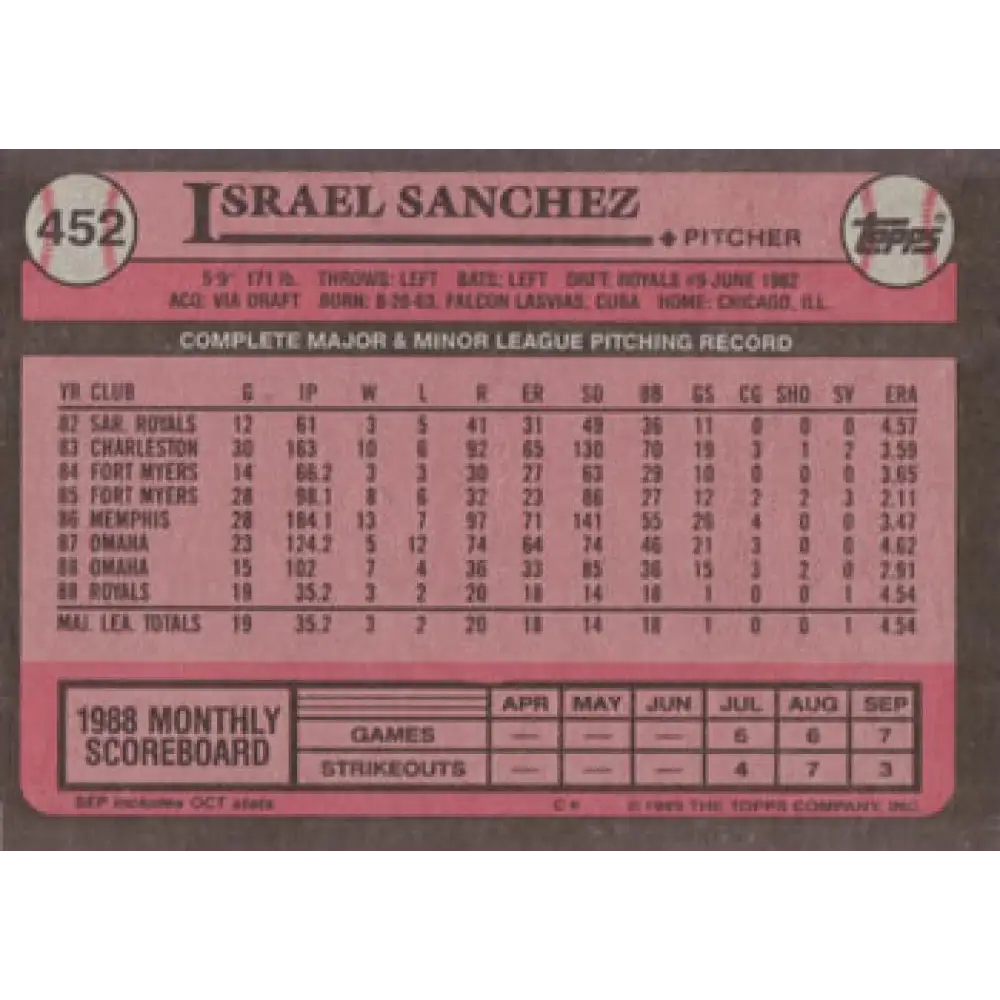 452
ISRAEL SANCHEZ
PITCHER
TOPPS®
5'9" 171 lb. THROWS: LEFT BATS: LEFT DRFT: ROYALS #9-JUNE 1982
ACQ: VIA DRAFT BORN: 8-20-63, FALCON LASVIAS, CUBA HOME: CHICAGO, ILL.
COMPLETE MAJOR & MINOR LEAGUE PITCHING RECORD
YR CLUB G IP W L R ER SO BB GS CG SHO SV ERA
82 SAR. ROYALS 12 61 3 5 41 31 49 36 11 0 0 0 4.57
83 CHARLESTON 30 163 10 6 92 65 130 70 19 3 1 2 3.59
84 FORT MYERS 14 66.2 3 3 30 27 63 29 10 0 0 0 3.65
85 FORT MYERS 28 98.1 8 6 32 23 86 27 12 2 2 3 2.11
86 MEMPHIS 28 184.1 13 7 97 71 141 55 26 4 0 0 3.47
87 OMAHA 23 124.2 5 12 74 64 74 46 21 3 0 0 4.62
88 OMAHA 15 102 7 4 36 33 85 36 15 3 2 0 2.91
88 ROYALS 19 35.2 3 2 20 18 14 18 1 0 0 1 4.54
MAJ. LEA. TOTALS 19 35.2 3 2 20 18 14 18 1 0 0 1 4.54
1988 MONTHLY SCOREBOARD
APR MAY JUN JUL AUG SEP
GAMES — — — 6 6 7
STRIKEOUTS — — — 4 7 3
SEP includes OCT stats
C* © 1989 THE TOPPS COMPANY, INC.